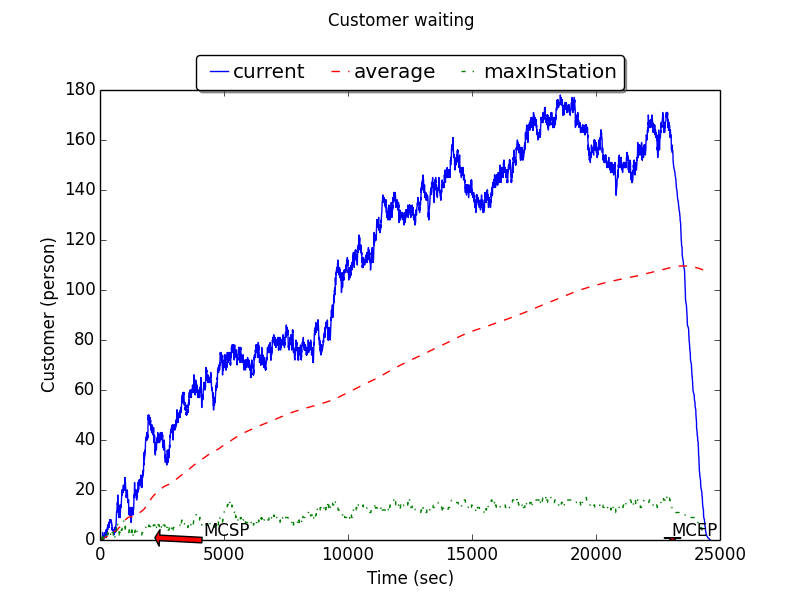 Customer waiting
current average maxInStation
180
160
140
120
100
80
60
40
20
0
Customer (person)
MCSP MCEP
0 5000 10000 15000 20000 25000
Time (sec)